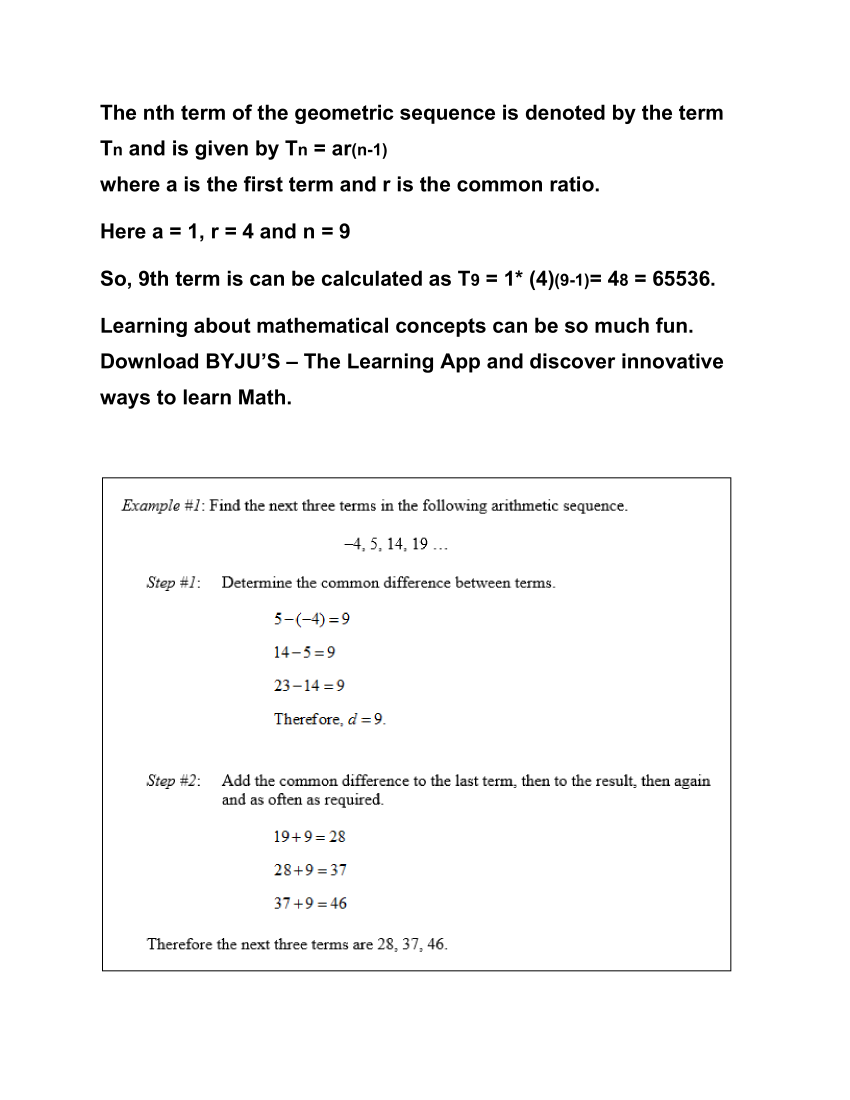 The nth term of the geometric sequence is denoted by the term
Tn and is given by Tn = ar(n-1)
where a is the first term and r is the common ratio.
Here a = 1, r = 4 and n = 9
So, 9th term is can be calculated as T9 = 1* (4)(9-1)= 48 = 65536.
Learning about mathematical concepts can be so much fun.
Download BYJU’S – The Learning App and discover innovative
ways to learn Math.
Example #1: Find the next three terms in the following arithmetic sequence.
–4, 5, 14, 19 …
Step #1: Determine the common difference between terms.
5–(–4) = 9
14–5 = 9
23–14 = 9
Therefore, d = 9.
Step #2: Add the common difference to the last term, then to the result, then again
and as often as required.
19+9 = 28
28+9 = 37
37+9 = 46
Therefore the next three terms are 28, 37, 46.